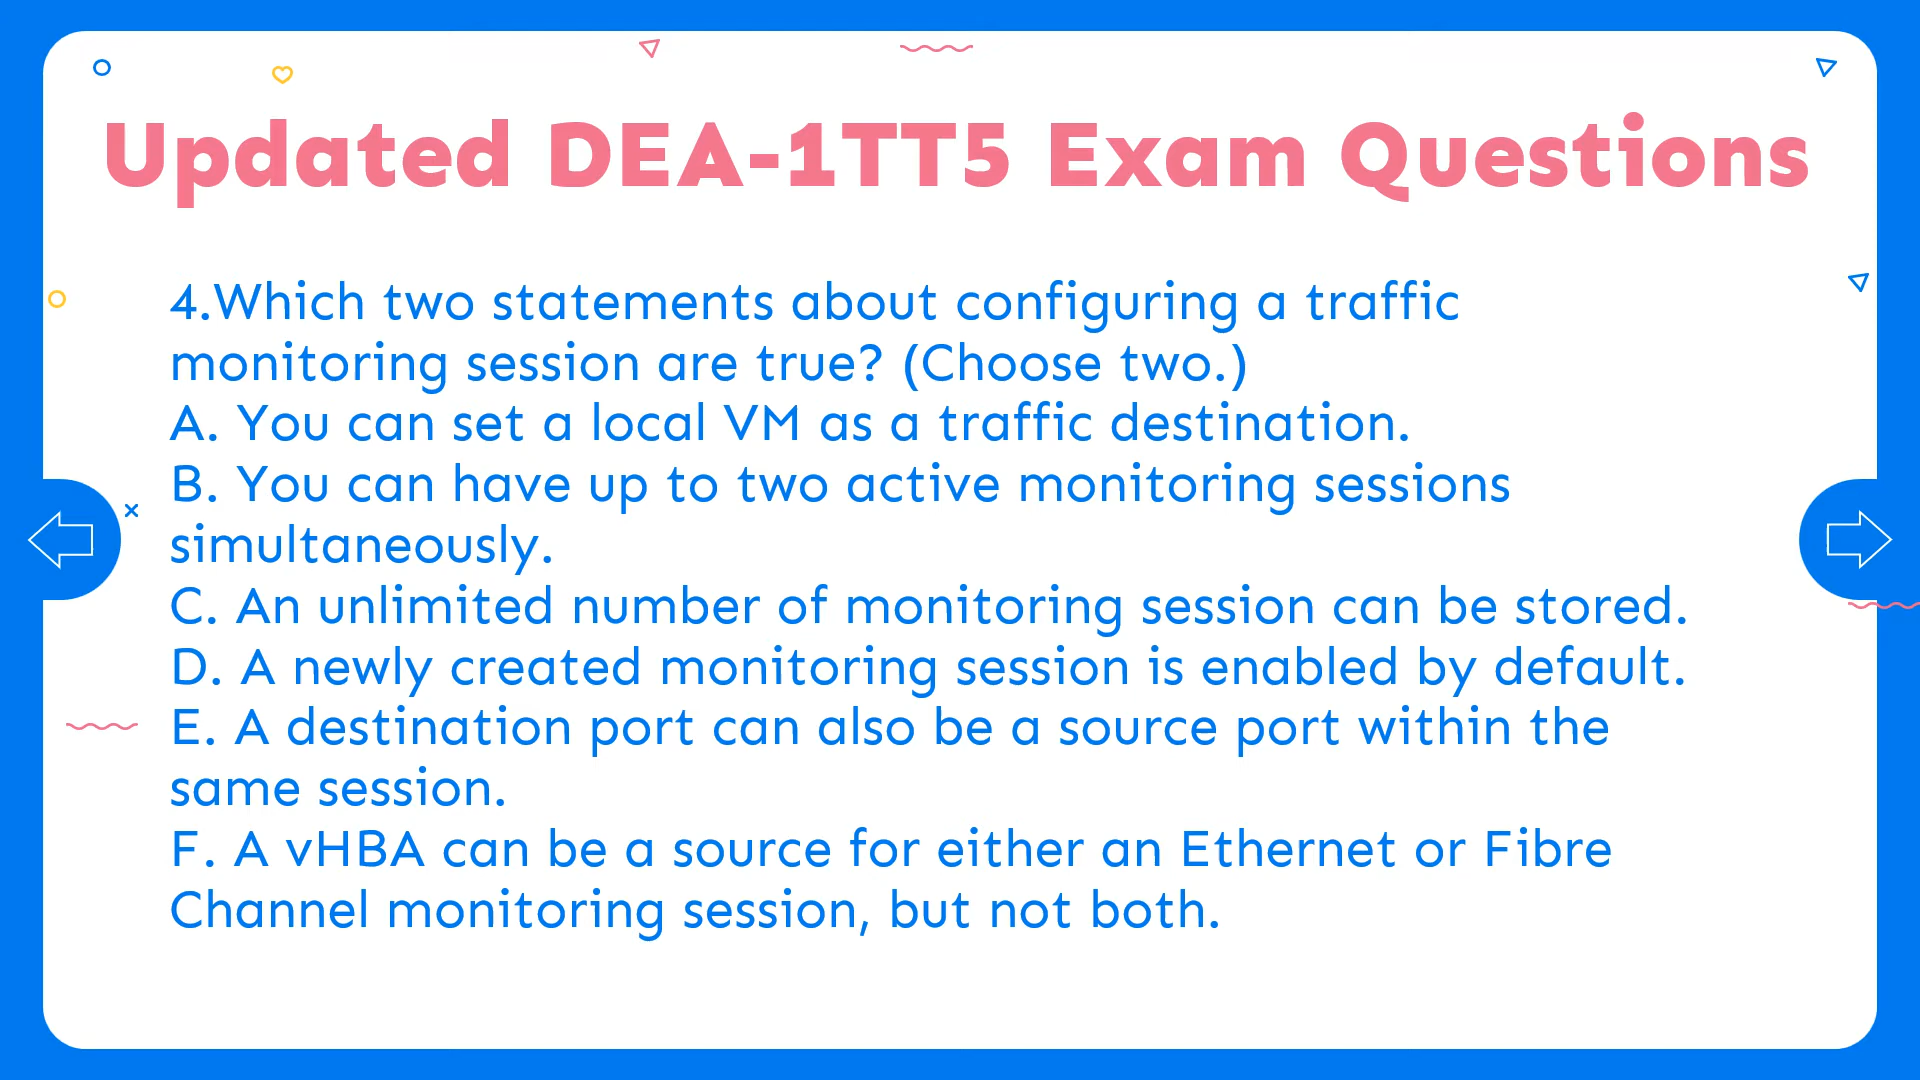 Updated DEA-1TT5 Exam Questions
4.Which two statements about configuring a traffic
monitoring session are true? (Choose two.)
A. You can set a local VM as a traffic destination.
B. You can have up to two active monitoring sessions
simultaneously.
C. An unlimited number of monitoring session can be stored.
D. A newly created monitoring session is enabled by default.
E. A destination port can also be a source port within the
same session.
F. A vHBA can be a source for either an Ethernet or Fibre
Channel monitoring session, but not both.